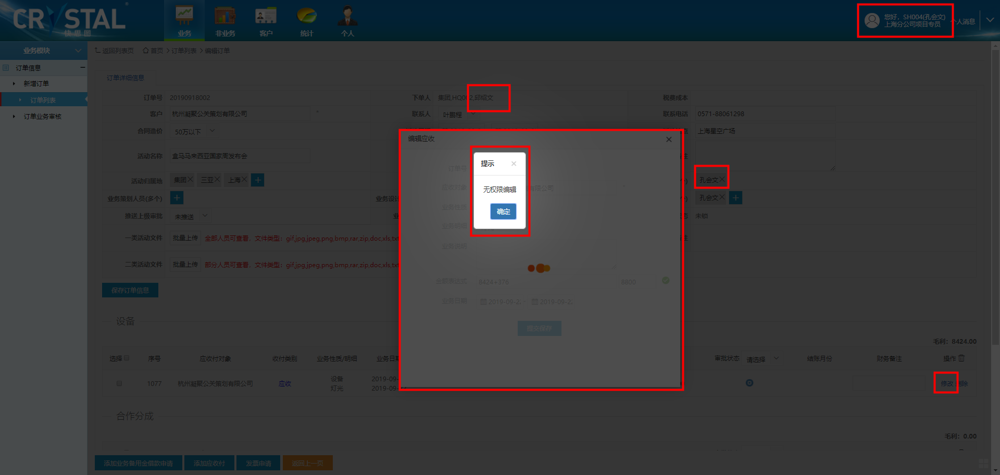 CRYSTAL
快思图
业务
非业务
客户
统计
个人
您好，SH004(孔会文)
上海分公司项目专员
个人消息
业务模块
返回列表页 首页 > 订单列表 > 编辑订单
订单信息
新增订单
订单列表
订单业务审核
订单详细信息
订单号 20190918002 下单人 集团,HQ002,邱绍文 税费成本
客户 杭州凝聚公关策划有限公司 * 联系人 叶鹏程 联系电话 0571-88061298
合同造价 50万以下 上海星空广场
活动名称 盒马马来西亚国家周发布会
活动归属地 集团 三亚 上海 孔会文
业务策划人员(多个) 业务设计 孔会文
推送上级审批 未推送 未锁
一类活动文件 批量上传 全部人员可查看，文件类型：gif,jpg,jpeg,png,bmp,rar,zip,doc,xls,txt
二类活动文件 批量上传 部分人员可查看，文件类型：gif,jpg,jpeg,png,bmp,rar,zip,doc,xls,txt
保存订单信息
编辑应收
订单号
应收对象 有限公司
业务性质
业务明细
业务说明
金额表达式 8424+376 8800
业务日期 2019-09-2. 2019-09-2.
提交保存
提示
无权限编辑
确定
设备
毛利：8424.00
选择 序号 应收付对象 收付类别 业务性质/明细 业务日期 审批状态 请选择 结账月份 财务备注 操作
1077 杭州凝聚公关策划有限公司 应收 设备 2019-09- 修改 删除
灯光 2019-09-22
合作分成
毛利：0.00
添加业务备用金借款申请 添加应收付 发票申请 返回上一页